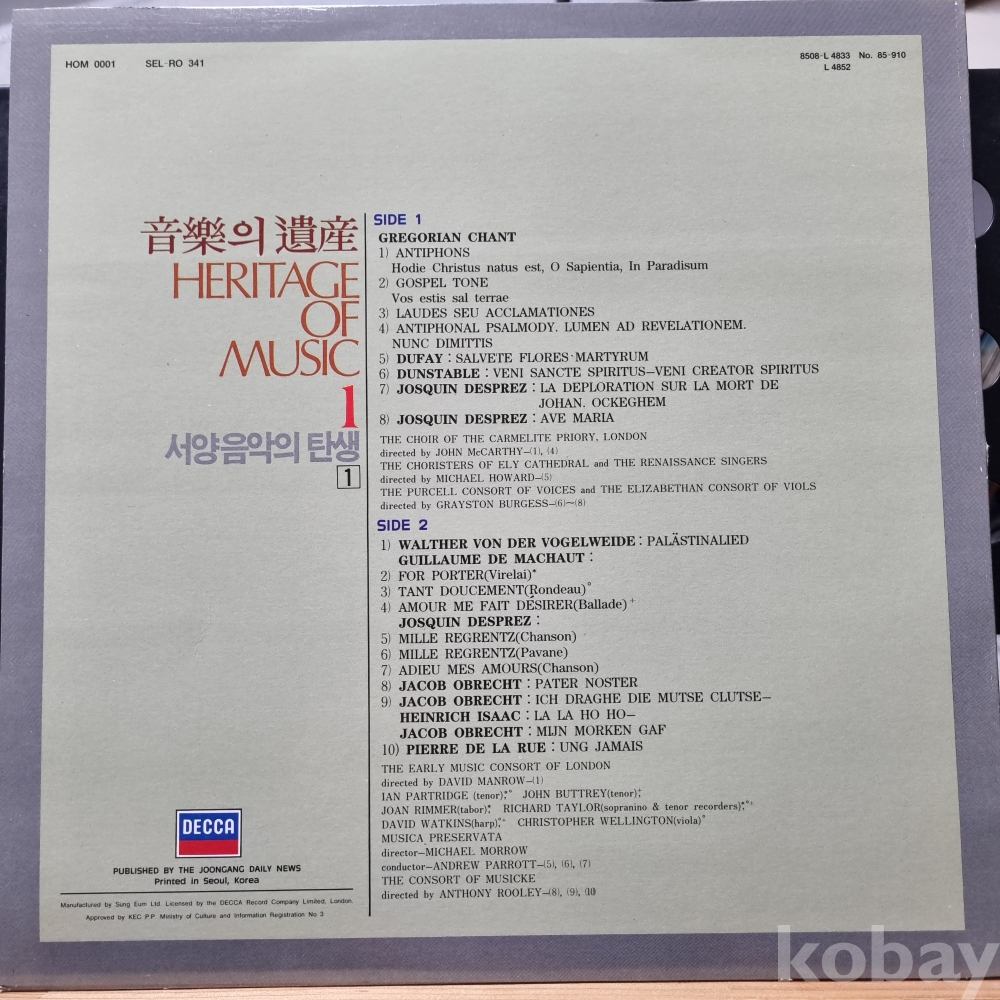 HOM 0001 SEL-RO 341
8508-L 4833 No. 85-910
L 4852
音樂의 遺産
HERITAGE
OF
MUSIC
1
서양음악의 탄생
1
SIDE 1
GREGORIAN CHANT
1) ANTIPHONS
Hodie Christus natus est, O Sapientia, In Paradisum
2) GOSPEL TONE
Vos estis sal terrae
3) LAUDES SEU ACCLAMATIONES
4) ANTIPHONAL PSALMODY. LUMEN AD REVELATIONEM.
NUNC DIMITTIS
5) DUFAY : SALVETE FLORES MARTYRUM
6) DUNSTABLE : VENI SANCTE SPIRITUS–VENI CREATOR SPIRITUS
7) JOSQUIN DESPREZ : LA DEPLORATION SUR LA MORT DE
JOHAN. OCKEGHEM
8) JOSQUIN DESPREZ : AVE MARIA
THE CHOIR OF THE CARMELITE PRIORY, LONDON
directed by JOHN McCARTHY–(1), (4)
THE CHORISTERS OF ELY CATHEDRAL and THE RENAISSANCE SINGERS
directed by MICHAEL HOWARD–(5)
THE PURCELL CONSORT OF VOICES and THE ELIZABETHAN CONSORT OF VIOLS
directed by GRAYSTON BURGESS–(6)~(8)
SIDE 2
1) WALTHER VON DER VOGELWEIDE : PALÄSTINALIED
GUILLAUME DE MACHAUT :
2) FOR PORTER(Virelai)*
3) TANT DOUCEMENT(Rondeau)°
4) AMOUR ME FAIT DÉSIRER(Ballade)+
JOSQUIN DESPREZ :
5) MILLE REGRENTZ(Chanson)
6) MILLE REGRENTZ(Pavane)
7) ADIEU MES AMOURS(Chanson)
8) JACOB OBRECHT : PATER NOSTER
9) JACOB OBRECHT : ICH DRAGHE DIE MUTSE CLUTSE–
HEINRICH ISAAC : LA LA HO HO–
JACOB OBRECHT : MIJN MORKEN GAF
10) PIERRE DE LA RUE : UNG JAMAIS
THE EARLY MUSIC CONSORT OF LONDON
directed by DAVID MANROW–(1)
IAN PARTRIDGE (tenor);*° JOHN BUTTREY(tenor);
JOAN RIMMER(tabor);* RICHARD TAYLOR(sopranino & tenor recorders);*°+
DAVID WATKINS(harp);°+ CHRISTOPHER WELLINGTON(viola)°
MUSICA PRESERVATA
director–MICHAEL MORROW
conductor–ANDREW PARROTT–(5), (6), (7)
THE CONSORT OF MUSICKE
directed by ANTHONY ROOLEY–(8), (9), (10)
DECCA
PUBLISHED BY THE JOONGANG DAILY NEWS
Printed in Seoul, Korea
Manufactured by Sung Eum Ltd. Licensed by the DECCA Record Company Limited, London.
Approved by KEC P.P. Ministry of Culture and Information Registration No 3
kobay